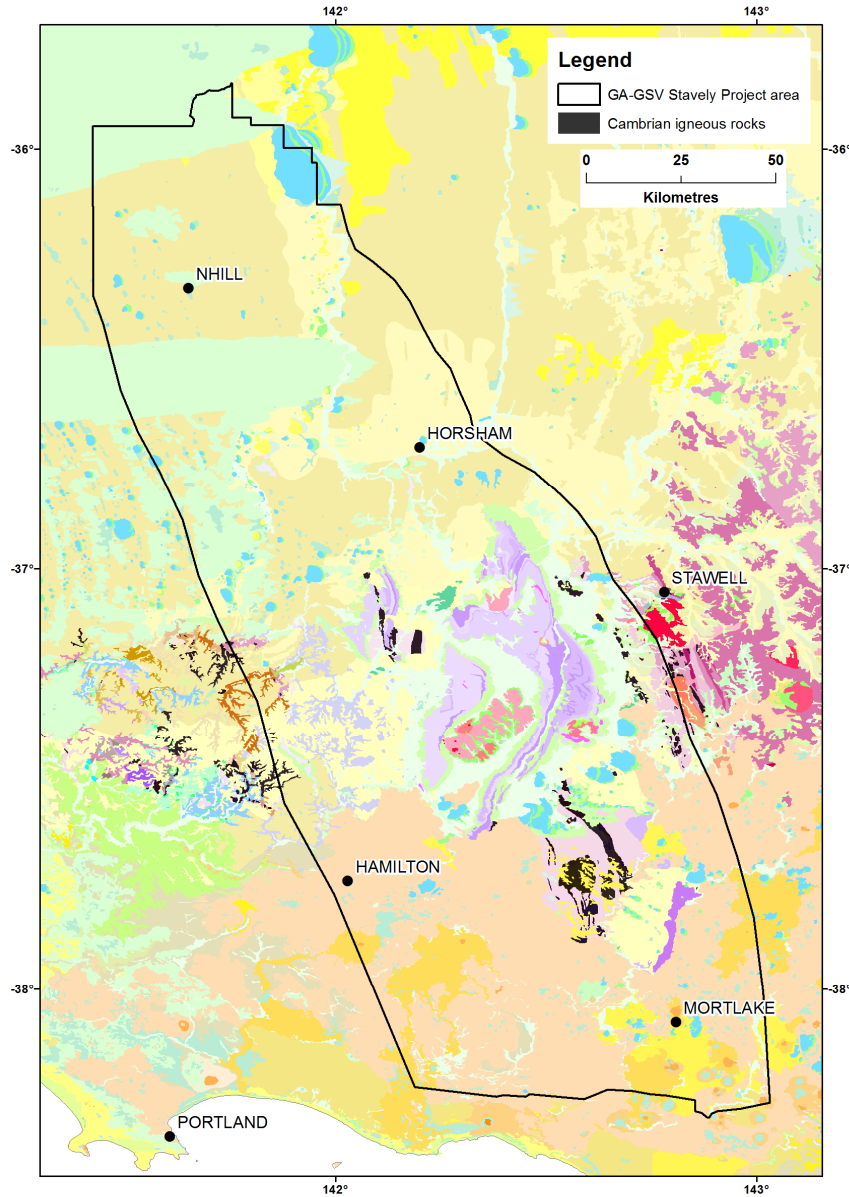 142°
143°
Legend
GA-GSV Stavely Project area
Cambrian igneous rocks
-36°
-36°
0 25 50
Kilometres
NHILL
HORSHAM
-37°
-37°
STAWELL
HAMILTON
-38°
-38°
MORTLAKE
PORTLAND
142°
143°